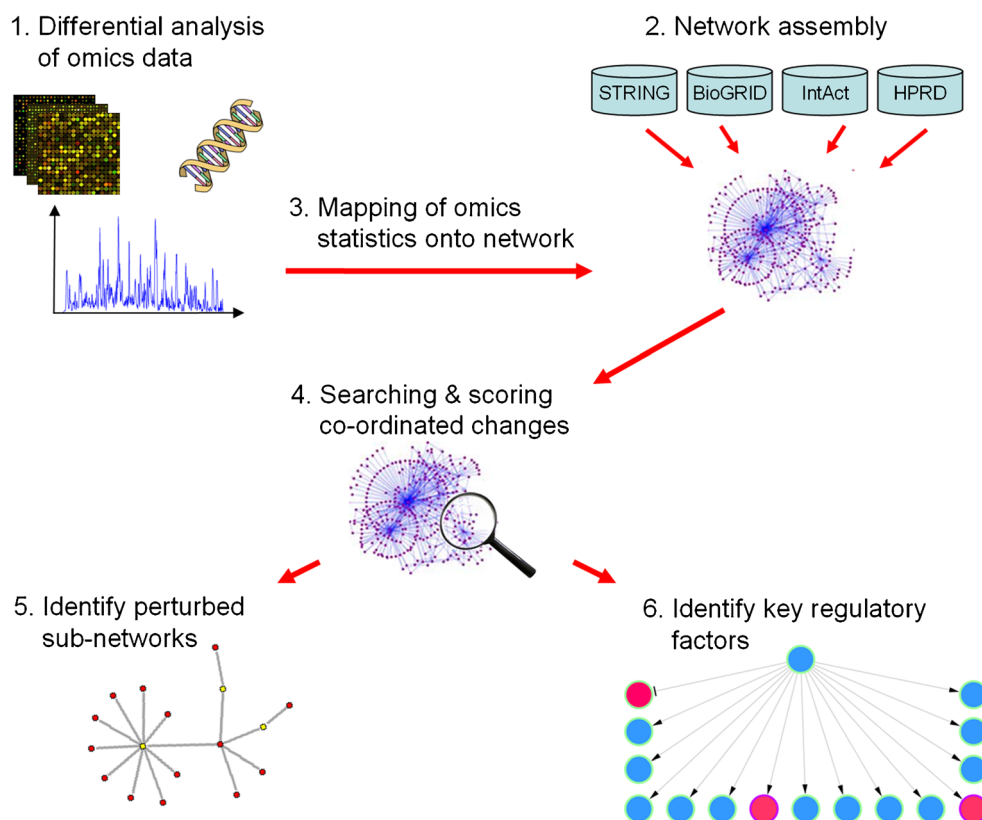 1. Differential analysis
of omics data
2. Network assembly
STRING
BioGRID
IntAct
HPRD
3. Mapping of omics
statistics onto network
4. Searching & scoring
co-ordinated changes
5. Identify perturbed
sub-networks
6. Identify key regulatory
factors